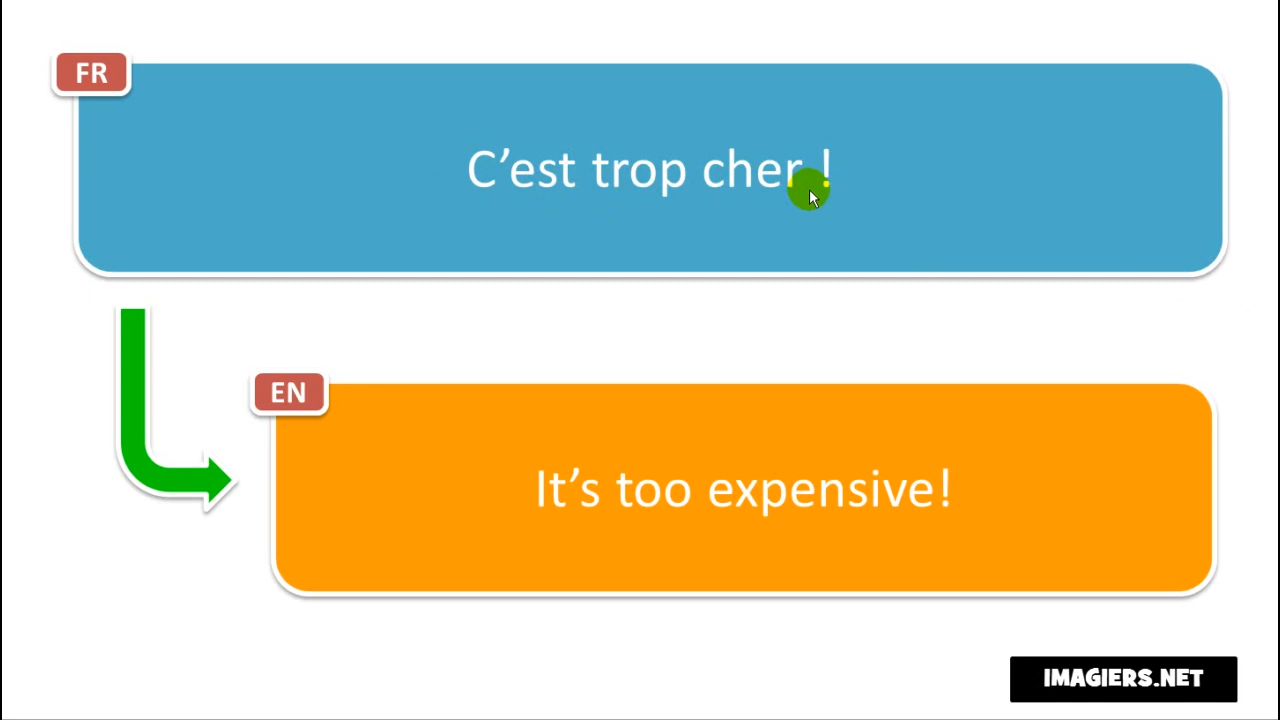 FR
C’est trop cher !
EN
It’s too expensive!
IMAGIERS.NET